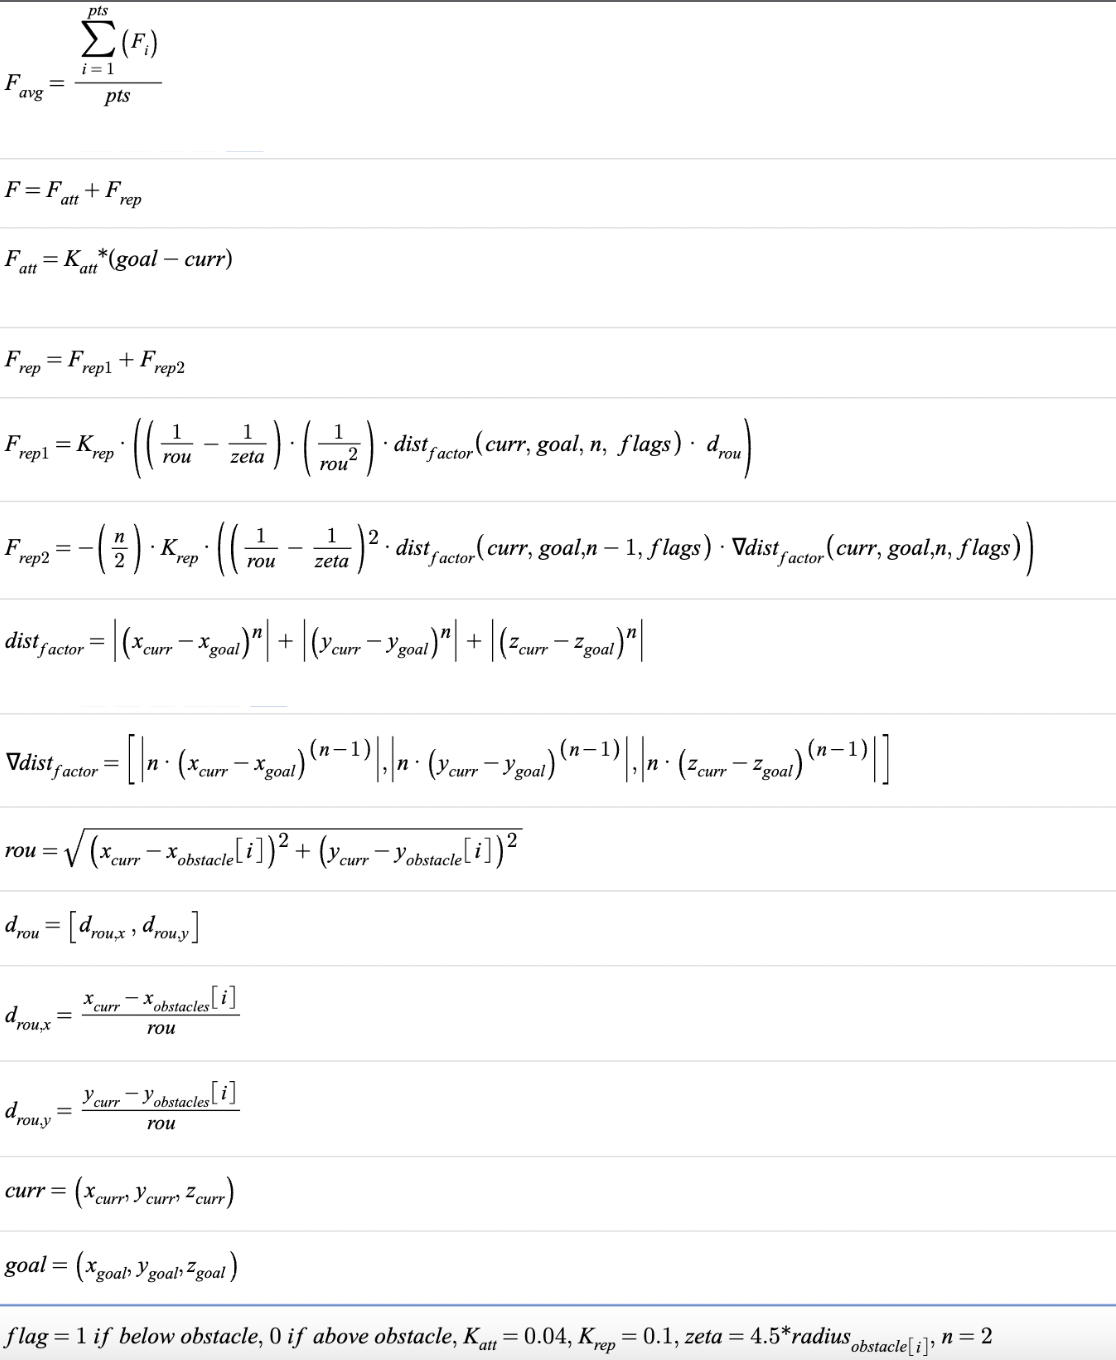 F_avg = (∑_{i=1}^{pts} (F_i)) / pts
F = F_att + F_rep
F_att = K_att*(goal − curr)
F_rep = F_rep1 + F_rep2
F_rep1 = K_rep · ((1/rou − 1/zeta) · (1/rou^2) · dist_factor(curr, goal, n, flags) · d_rou)
F_rep2 = −(n/2) · K_rep · ((1/rou − 1/zeta)^2 · dist_factor(curr, goal,n − 1, flags) · ∇dist_factor(curr, goal,n, flags))
dist_factor = |(x_curr − x_goal)^n| + |(y_curr − y_goal)^n| + |(z_curr − z_goal)^n|
∇dist_factor = [|n · (x_curr − x_goal)^(n−1)|,|n · (y_curr − y_goal)^(n−1)|,|n · (z_curr − z_goal)^(n−1)|]
rou = √((x_curr − x_obstacle[i])^2 + (y_curr − y_obstacle[i])^2)
d_rou = [d_rou,x , d_rou,y]
d_rou,x = (x_curr − x_obstacles[i]) / rou
d_rou,y = (y_curr − y_obstacles[i]) / rou
curr = (x_curr, y_curr, z_curr)
goal = (x_goal, y_goal, z_goal)
flag = 1 if below obstacle, 0 if above obstacle, K_att = 0.04, K_rep = 0.1, zeta = 4.5*radius_obstacle[i], n = 2